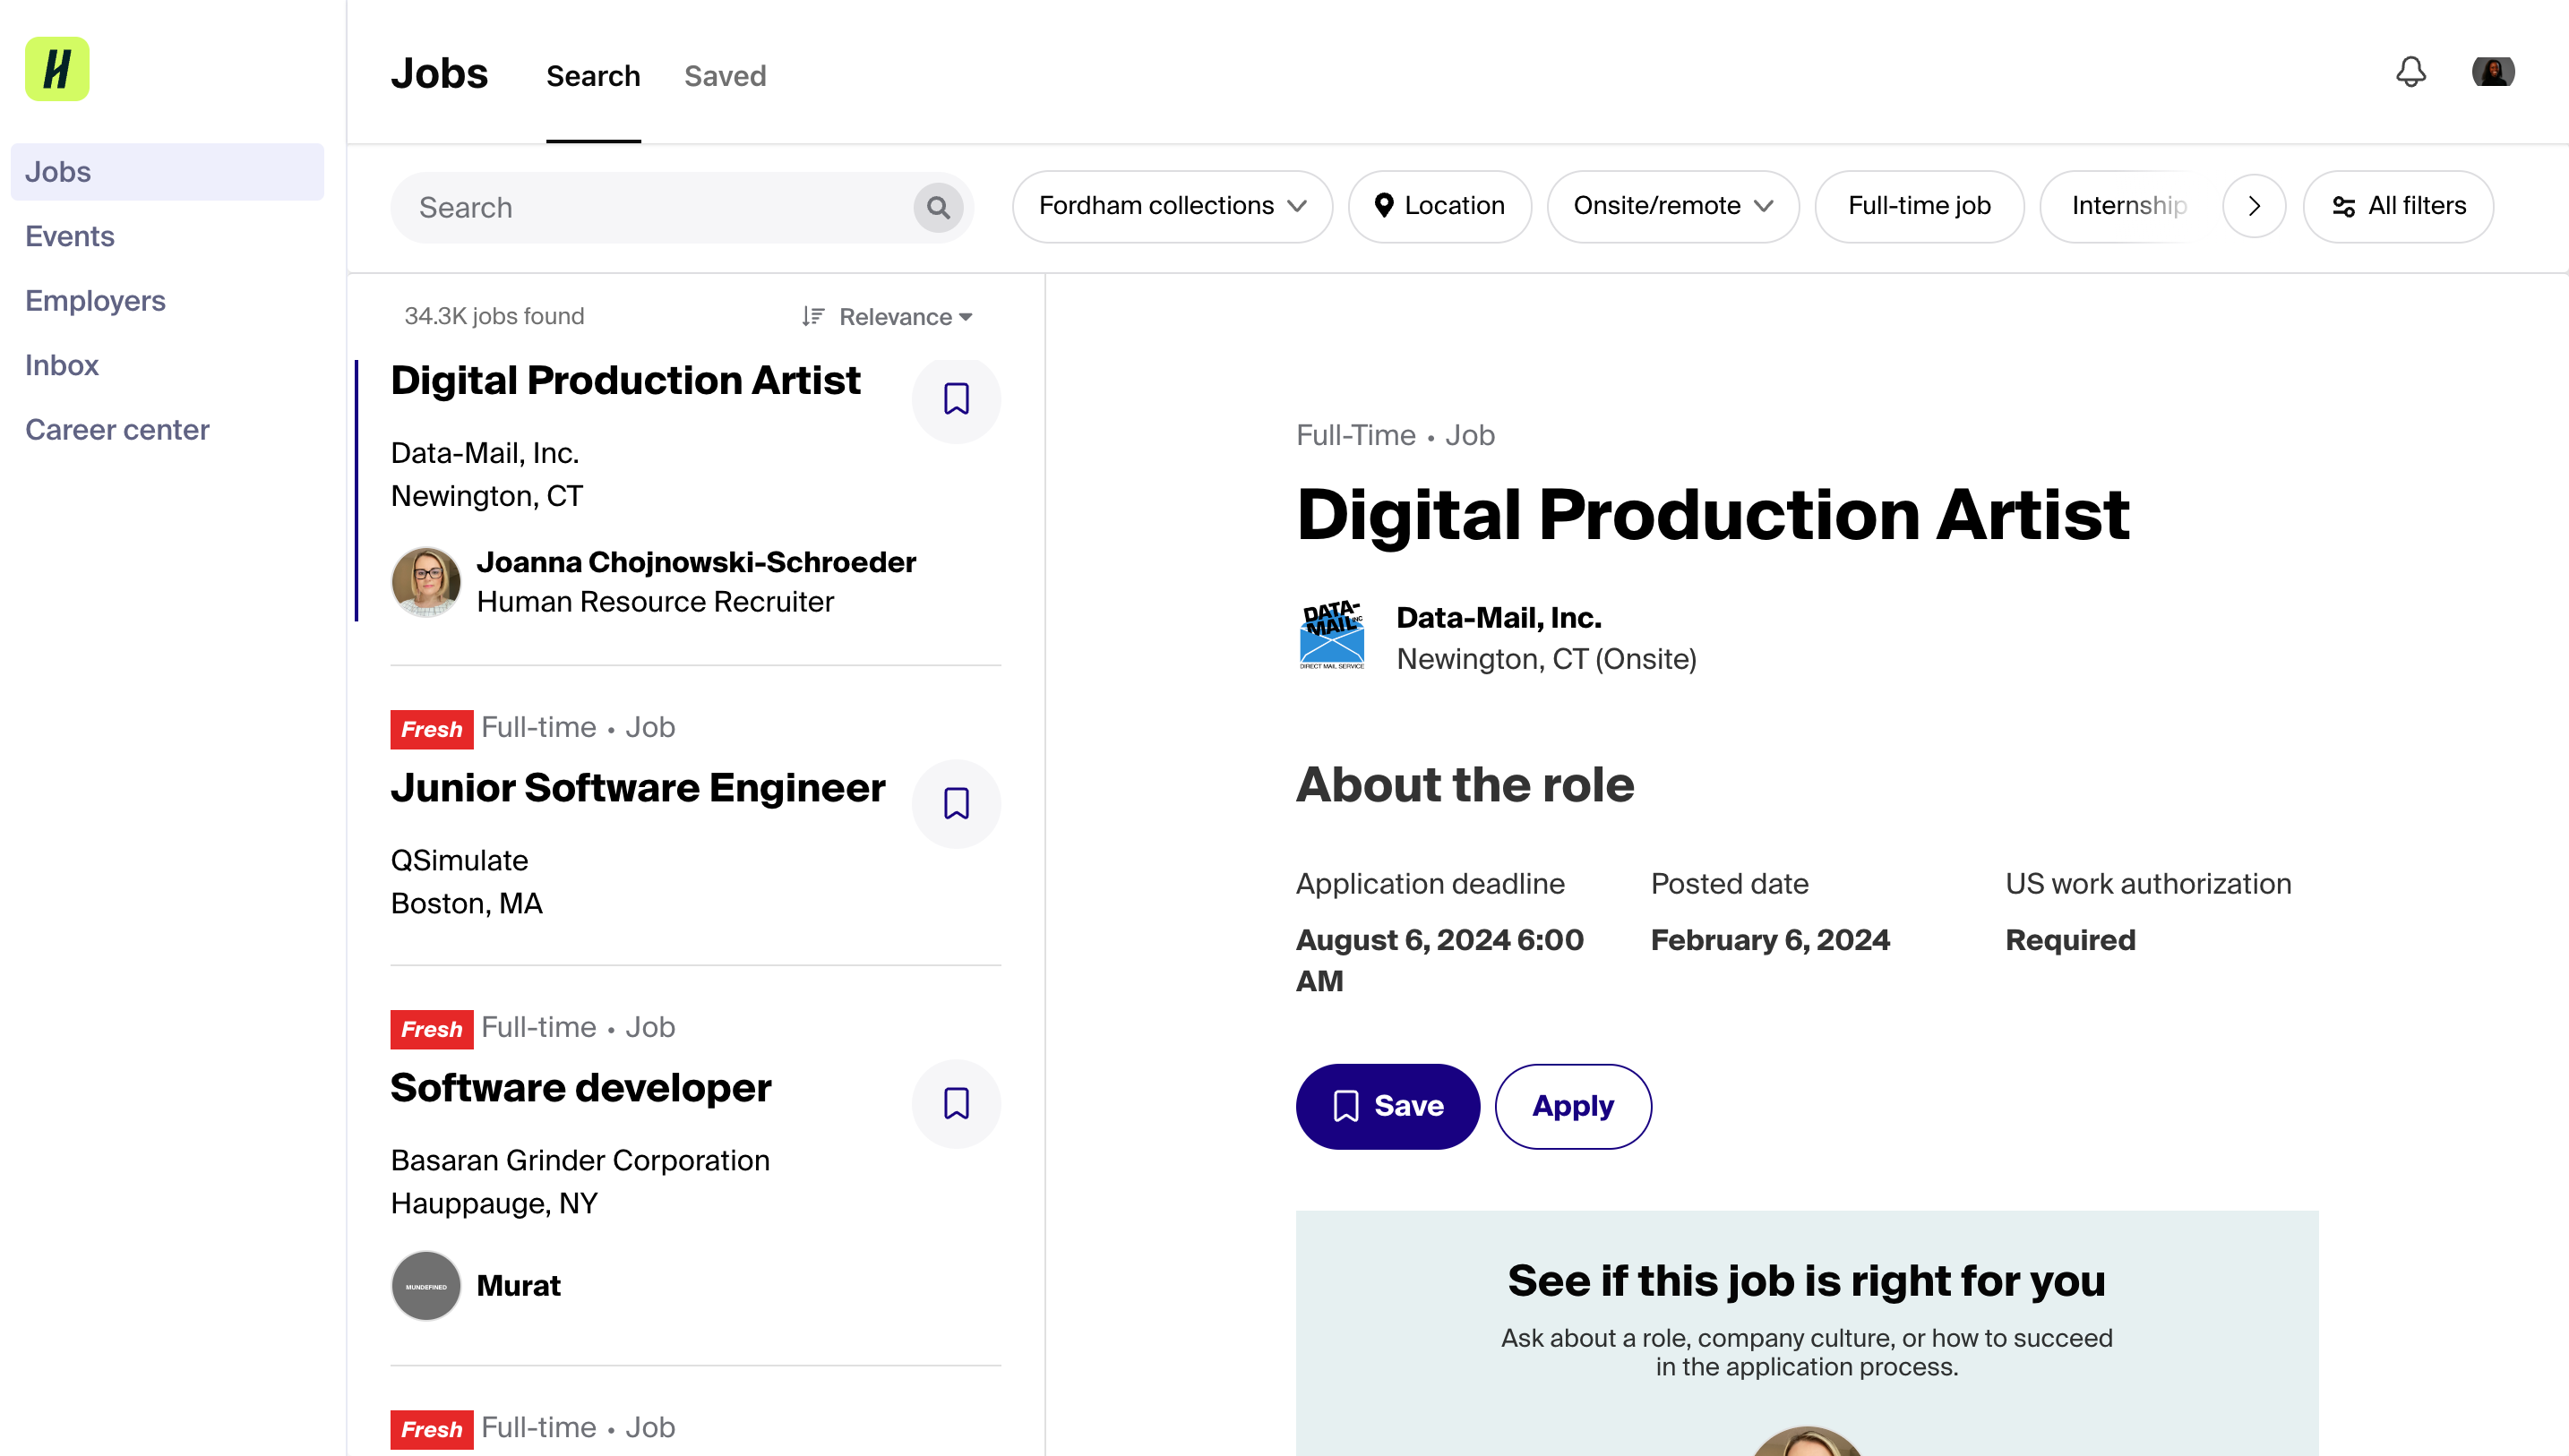 H
Jobs
Events
Employers
Inbox
Career center
Jobs
Search
Saved
Search
Fordham collections
Location
Onsite/remote
Full-time job
Internship
All filters
34.3K jobs found
Relevance
Digital Production Artist
Data-Mail, Inc.
Newington, CT
Joanna Chojnowski-Schroeder
Human Resource Recruiter
Fresh Full-time • Job
Junior Software Engineer
QSimulate
Boston, MA
Fresh Full-time • Job
Software developer
Basaran Grinder Corporation
Hauppauge, NY
MUNDEFINED
Murat
Fresh Full-time • Job
Full-Time • Job
Digital Production Artist
DATA-
MAIL INC
DIRECT MAIL SERVICE
Data-Mail, Inc.
Newington, CT (Onsite)
About the role
Application deadline
August 6, 2024 6:00
AM
Posted date
February 6, 2024
US work authorization
Required
Save
Apply
See if this job is right for you
Ask about a role, company culture, or how to succeed
in the application process.